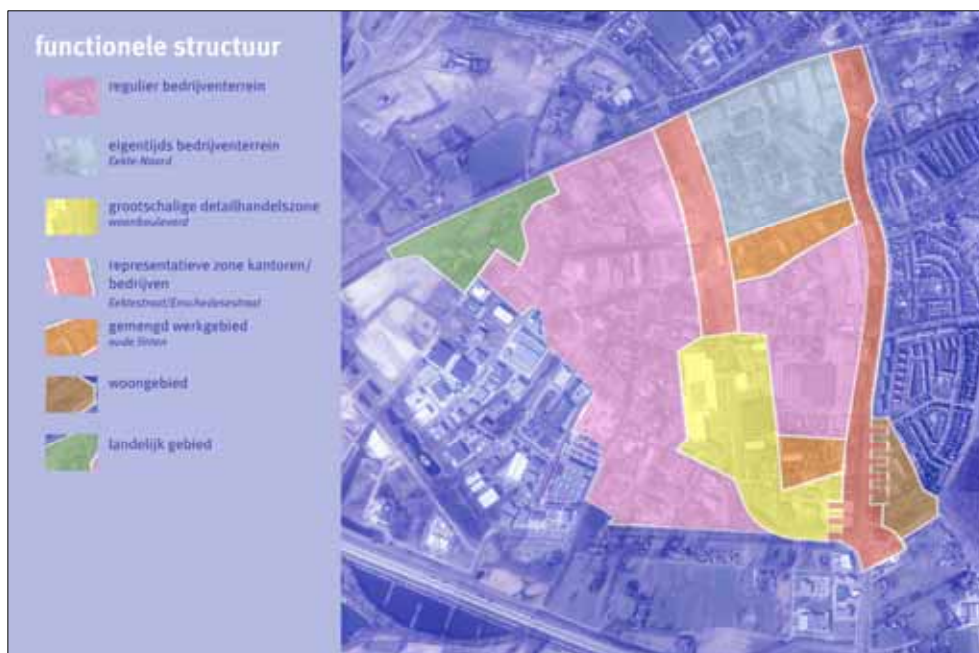 functionele structuur
regulier bedrijventerrein
eigentijds bedrijventerrein
Eekte-Noord
grootschalige detailhandelszone
woonboulevard
representatieve zone kantoren/
bedrijven
Eektestraat/Enschedesestraat
gemengd werkgebied
oude linten
woongebied
landelijk gebied